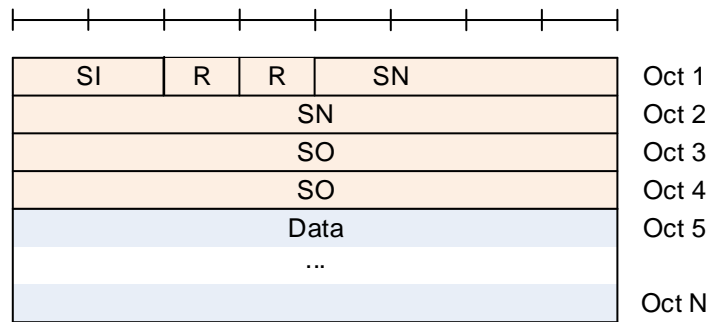 SI R R SN Oct 1
SN Oct 2
SO Oct 3
SO Oct 4
Data Oct 5
...
Oct N